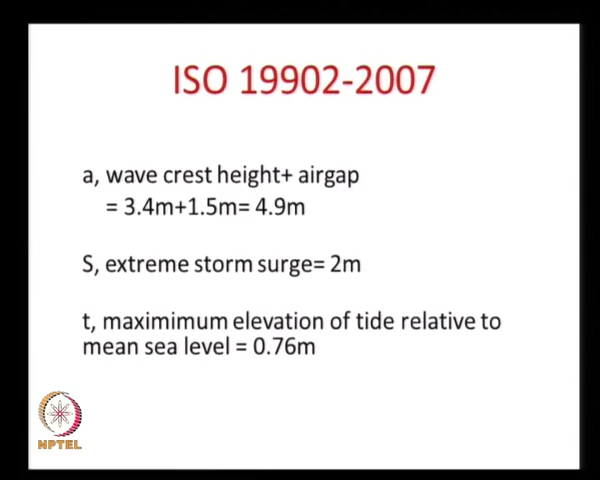 ISO 19902-2007
a, wave crest height+ airgap
= 3.4m+1.5m= 4.9m
S, extreme storm surge= 2m
t, maximimum elevation of tide relative to
mean sea level = 0.76m
NPTEL